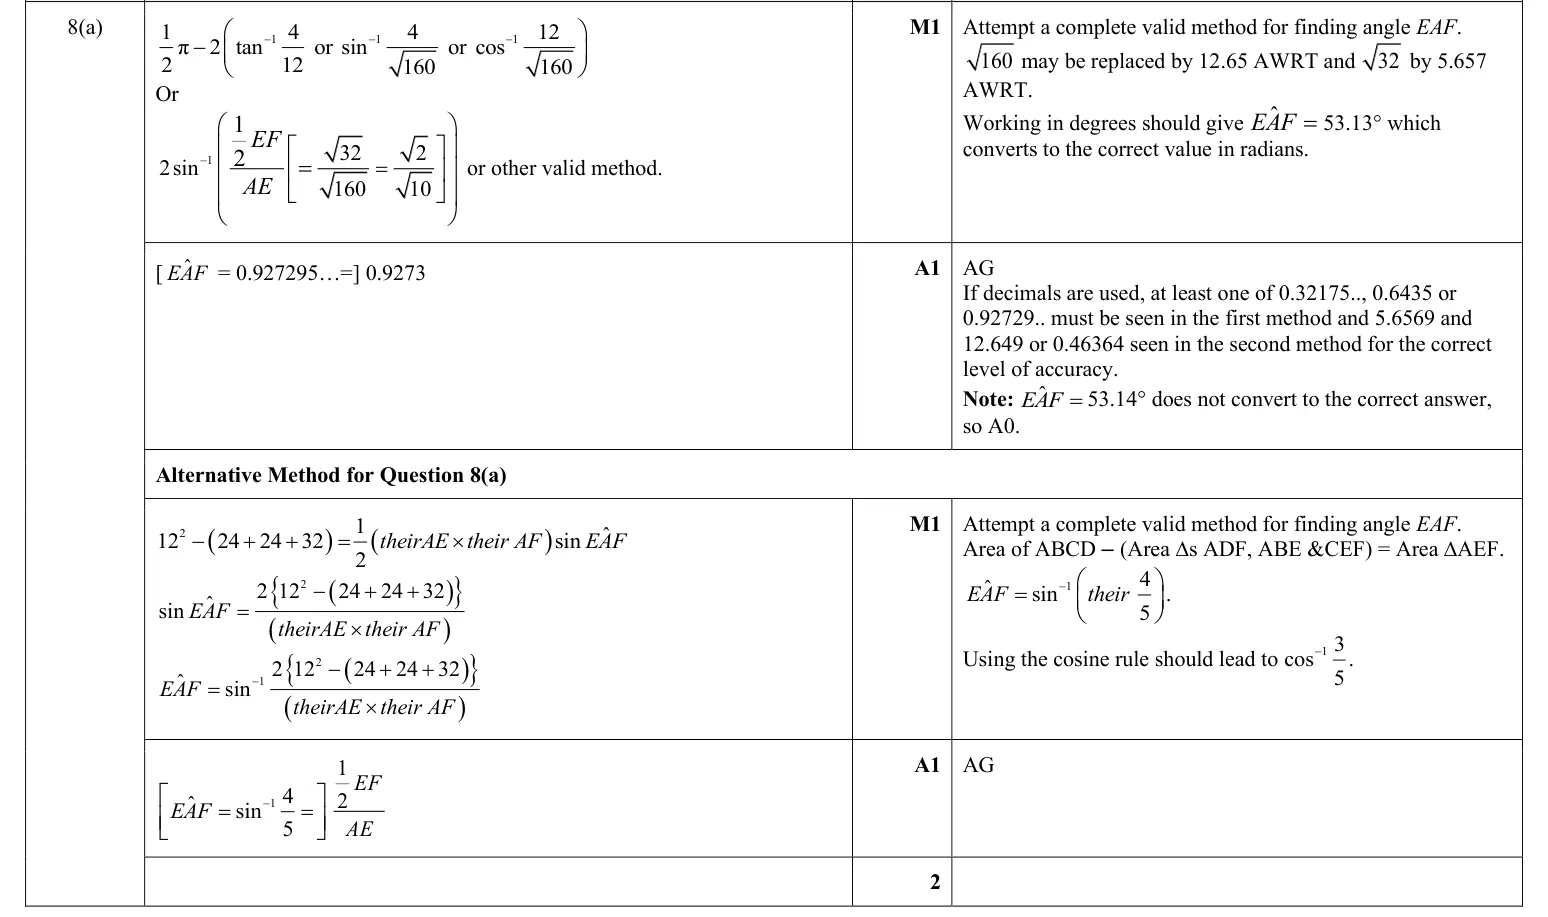 8(a)
½π − 2(tan⁻¹ 4/12 or sin⁻¹ 4/√160 or cos⁻¹ 12/√160)
Or
2 sin⁻¹(½EF/AE [= √32/√160 = √2/√10]) or other valid method.
M1
Attempt a complete valid method for finding angle EAF.
√160 may be replaced by 12.65 AWRT and √32 by 5.657
AWRT.
Working in degrees should give EÂF = 53.13° which
converts to the correct value in radians.
[ EÂF = 0.927295…=] 0.9273
A1
AG
If decimals are used, at least one of 0.32175.., 0.6435 or
0.92729.. must be seen in the first method and 5.6569 and
12.649 or 0.46364 seen in the second method for the correct
level of accuracy.
Note: EÂF = 53.14° does not convert to the correct answer,
so A0.
Alternative Method for Question 8(a)
12² − (24 + 24 + 32) = ½(theirAE × their AF) sin EÂF
sin EÂF = 2{12² − (24 + 24 + 32)}/(theirAE × their AF)
EÂF = sin⁻¹ 2{12² − (24 + 24 + 32)}/(theirAE × their AF)
M1
Attempt a complete valid method for finding angle EAF.
Area of ABCD – (Area Δs ADF, ABE &CEF) = Area ΔAEF.
EÂF = sin⁻¹(their 4/5).
Using the cosine rule should lead to cos⁻¹ 3/5.
[EÂF = sin⁻¹ 4/5 =] ½EF/AE
A1
AG
2